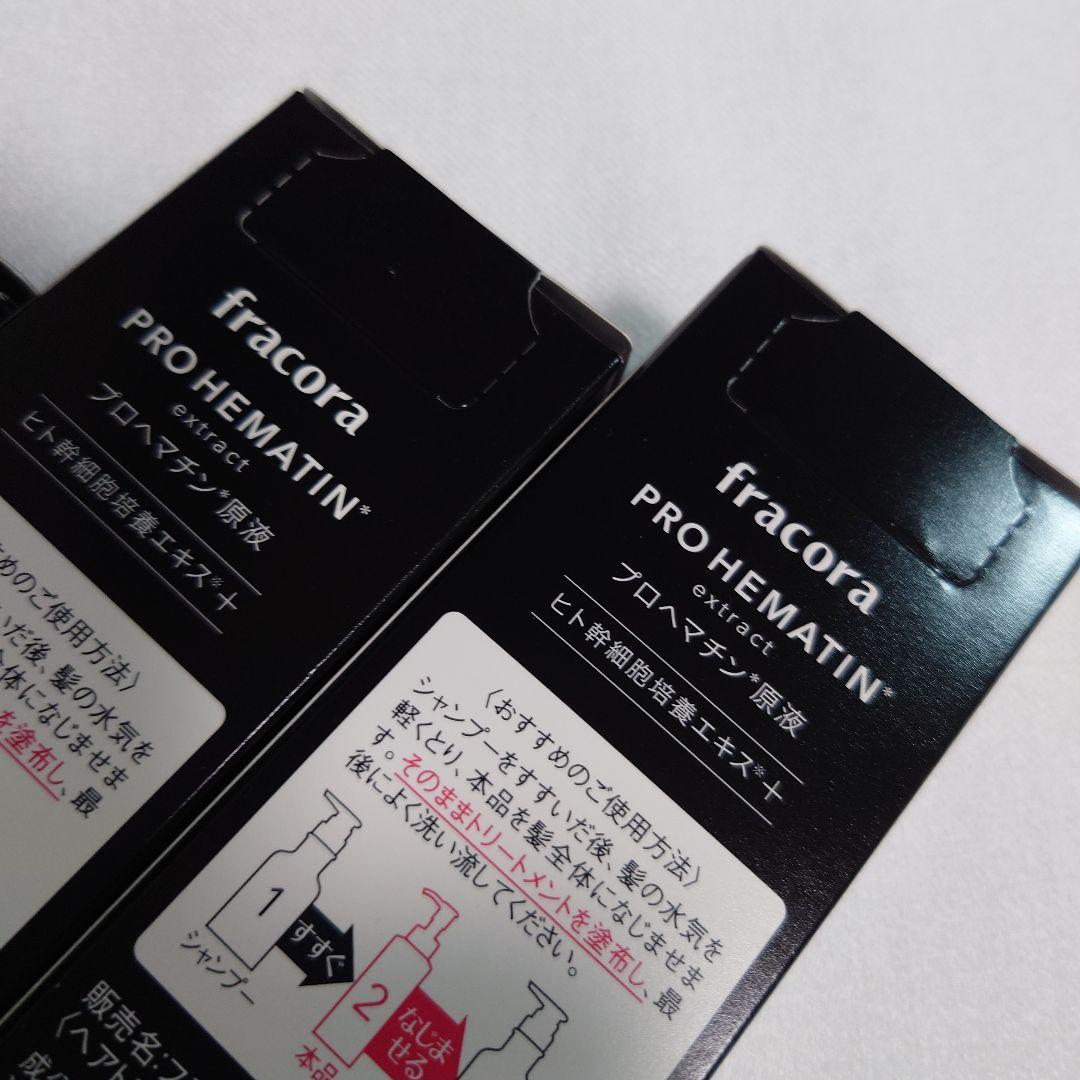 fracora
PRO HEMATIN*
extract
プロヘマチン*原液
ヒト幹細胞培養エキス※+
めのご使用方法〉
いだ後、髪の水気を
全体になじませま
を塗布し、最
fracora
PRO HEMATIN*
extract
プロヘマチン*原液
ヒト幹細胞培養エキス※+
〈おすすめのご使用方法〉
シャンプーをすすいだ後、髪の水気を
軽くとり、本品を髪全体になじませま
す。そのままトリートメントを塗布し、最
後によく洗い流してください。
1
シャンプー
すすぐ
2
本品
なじま
せる
販売名:フ
〈ヘアト